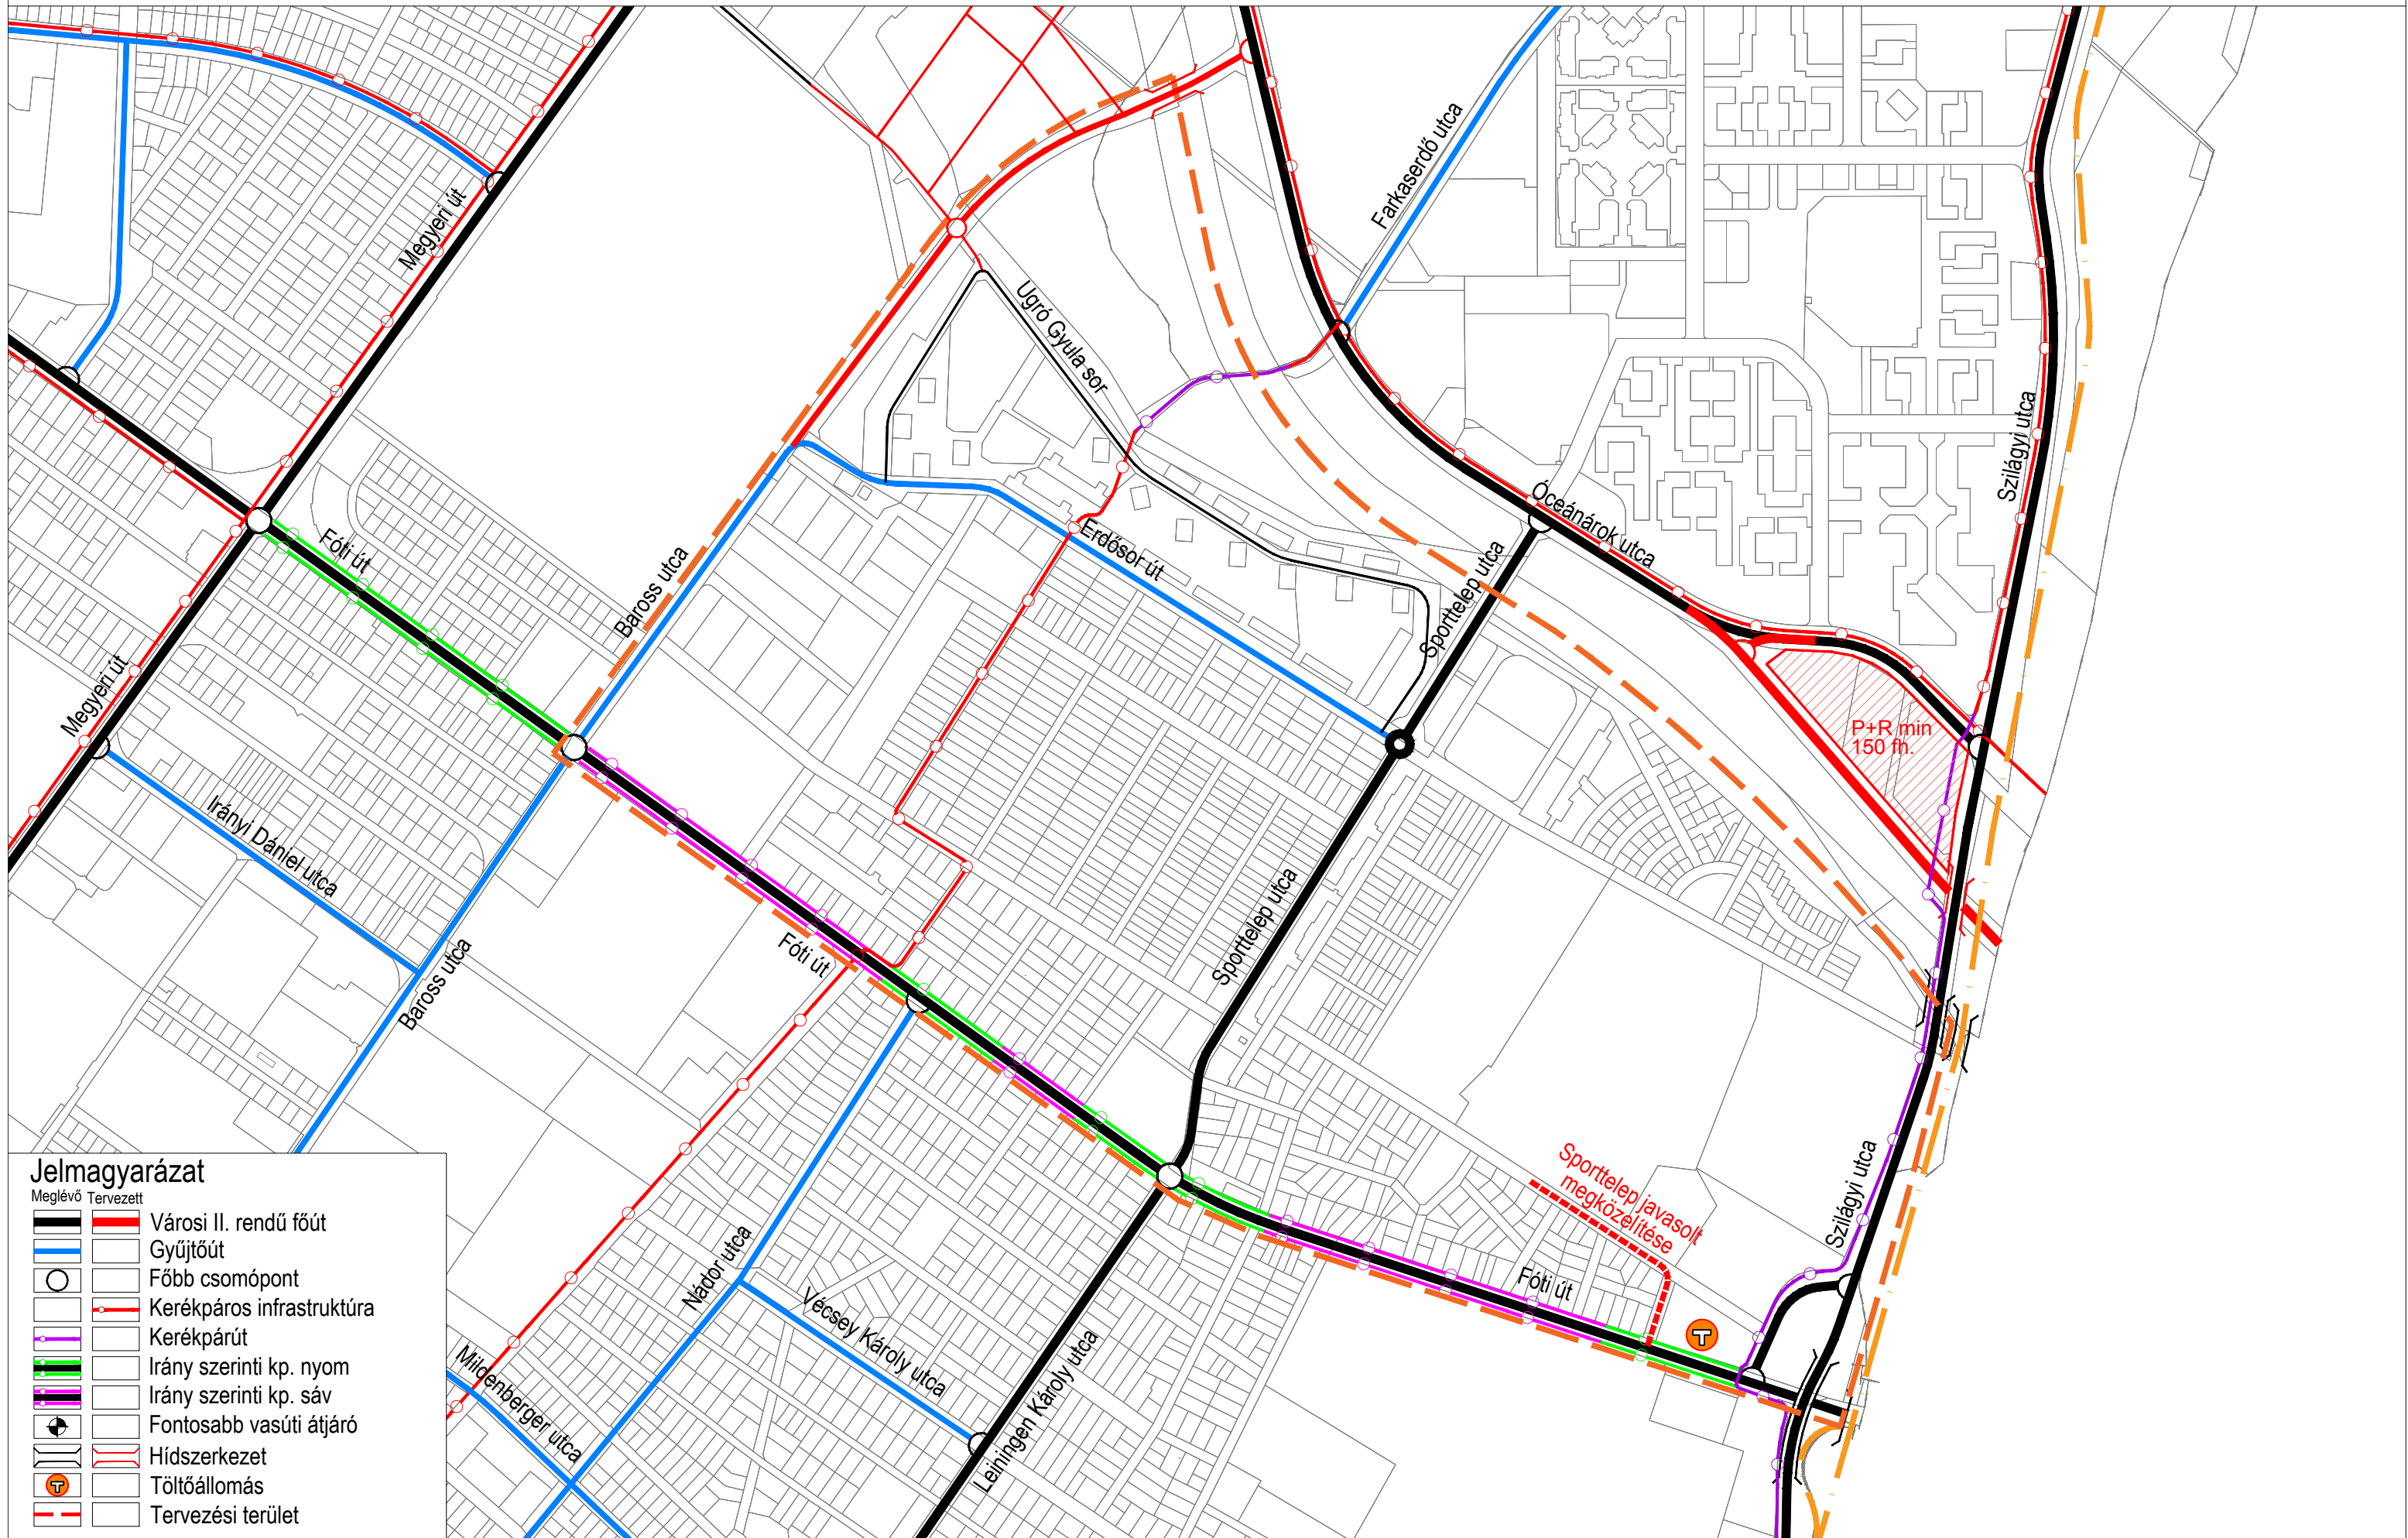 Megyeri út
Farkaserdő utca
Ugró Gyula sor
Szilágyi utca
Óceánárok utca
Fóti út
Erdősor út
Baross utca
Sporttelep utca
Megyeri út
P+R min
150 fh.
Irányi Dániel utca
Sporttelep utca
Fóti út
Baross utca
Sporttelep javasolt
megközelítése
Szilágyi utca
Fóti út
Nádor utca
Vécsey Károly utca
Leiningen Károly utca
Mildenberger utca
T
Jelmagyarázat
Meglévő Tervezett
Városi II. rendű főút
Gyűjtőút
Főbb csomópont
Kerékpáros infrastruktúra
Kerékpárút
Irány szerinti kp. nyom
Irány szerinti kp. sáv
Fontosabb vasúti átjáró
Hídszerkezet
T Töltőállomás
Tervezési terület